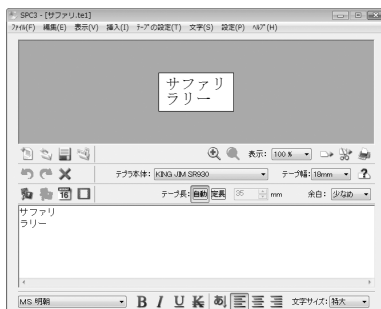 SPC3 - [サファリ.te1]
ファイル(F) 編集(E) 表示(V) 挿入(I) テープの設定(T) 文字(S) 設定(P) ヘルプ(H)
サファリ
ラリー
表示: 100 %
テプラ本体: KING JIM SR930 テープ幅: 18mm
16 テープ長: 自動 定長 35 mm 余白: 少なめ
サファリ
ラリー
MS 明朝 B I U K あ 文字サイズ: 特大